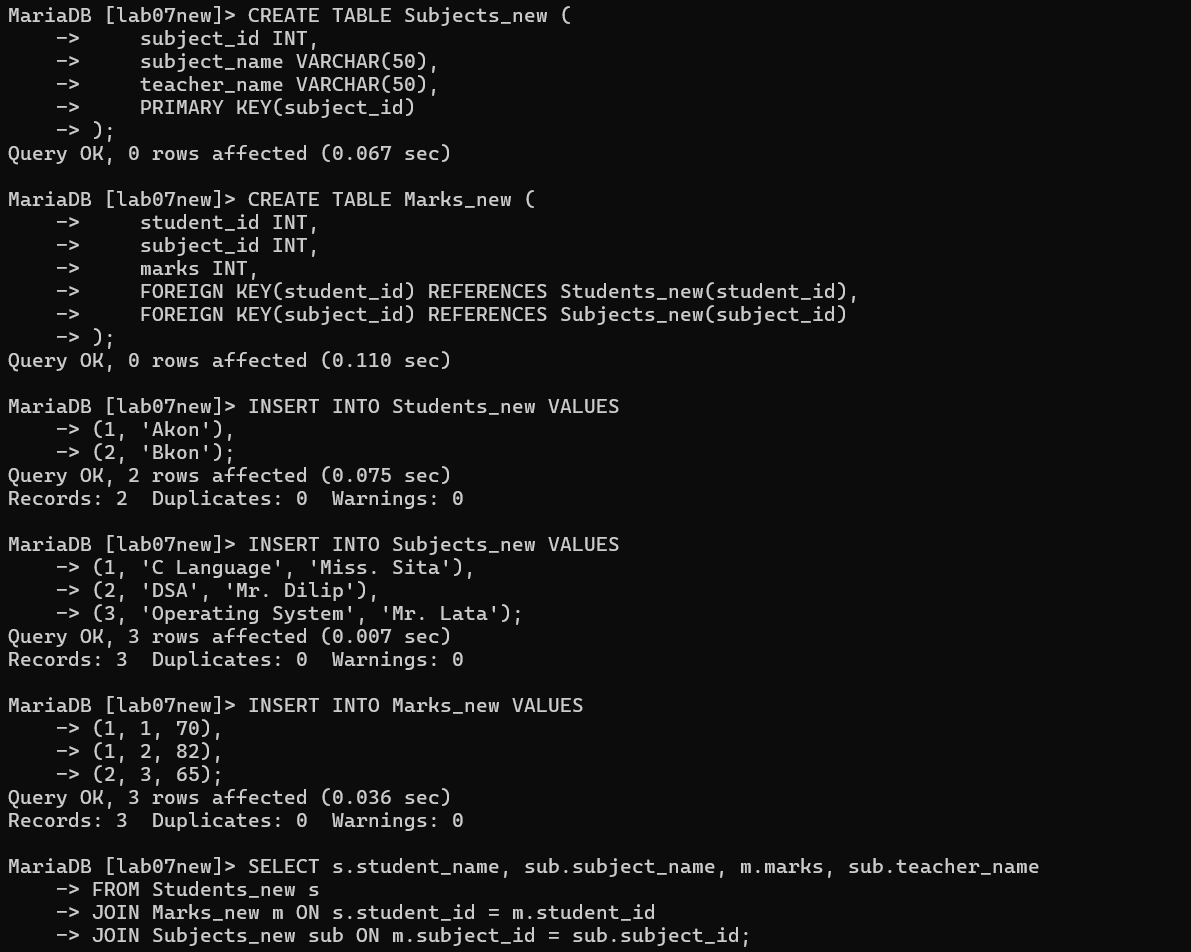 MariaDB [lab07new]> CREATE TABLE Subjects_new (
    ->     subject_id INT,
    ->     subject_name VARCHAR(50),
    ->     teacher_name VARCHAR(50),
    ->     PRIMARY KEY(subject_id)
    -> );
Query OK, 0 rows affected (0.067 sec)

MariaDB [lab07new]> CREATE TABLE Marks_new (
    ->     student_id INT,
    ->     subject_id INT,
    ->     marks INT,
    ->     FOREIGN KEY(student_id) REFERENCES Students_new(student_id),
    ->     FOREIGN KEY(subject_id) REFERENCES Subjects_new(subject_id)
    -> );
Query OK, 0 rows affected (0.110 sec)

MariaDB [lab07new]> INSERT INTO Students_new VALUES
    -> (1, 'Akon'),
    -> (2, 'Bkon');
Query OK, 2 rows affected (0.075 sec)
Records: 2  Duplicates: 0  Warnings: 0

MariaDB [lab07new]> INSERT INTO Subjects_new VALUES
    -> (1, 'C Language', 'Miss. Sita'),
    -> (2, 'DSA', 'Mr. Dilip'),
    -> (3, 'Operating System', 'Mr. Lata');
Query OK, 3 rows affected (0.007 sec)
Records: 3  Duplicates: 0  Warnings: 0

MariaDB [lab07new]> INSERT INTO Marks_new VALUES
    -> (1, 1, 70),
    -> (1, 2, 82),
    -> (2, 3, 65);
Query OK, 3 rows affected (0.036 sec)
Records: 3  Duplicates: 0  Warnings: 0

MariaDB [lab07new]> SELECT s.student_name, sub.subject_name, m.marks, sub.teacher_name
    -> FROM Students_new s
    -> JOIN Marks_new m ON s.student_id = m.student_id
    -> JOIN Subjects_new sub ON m.subject_id = sub.subject_id;